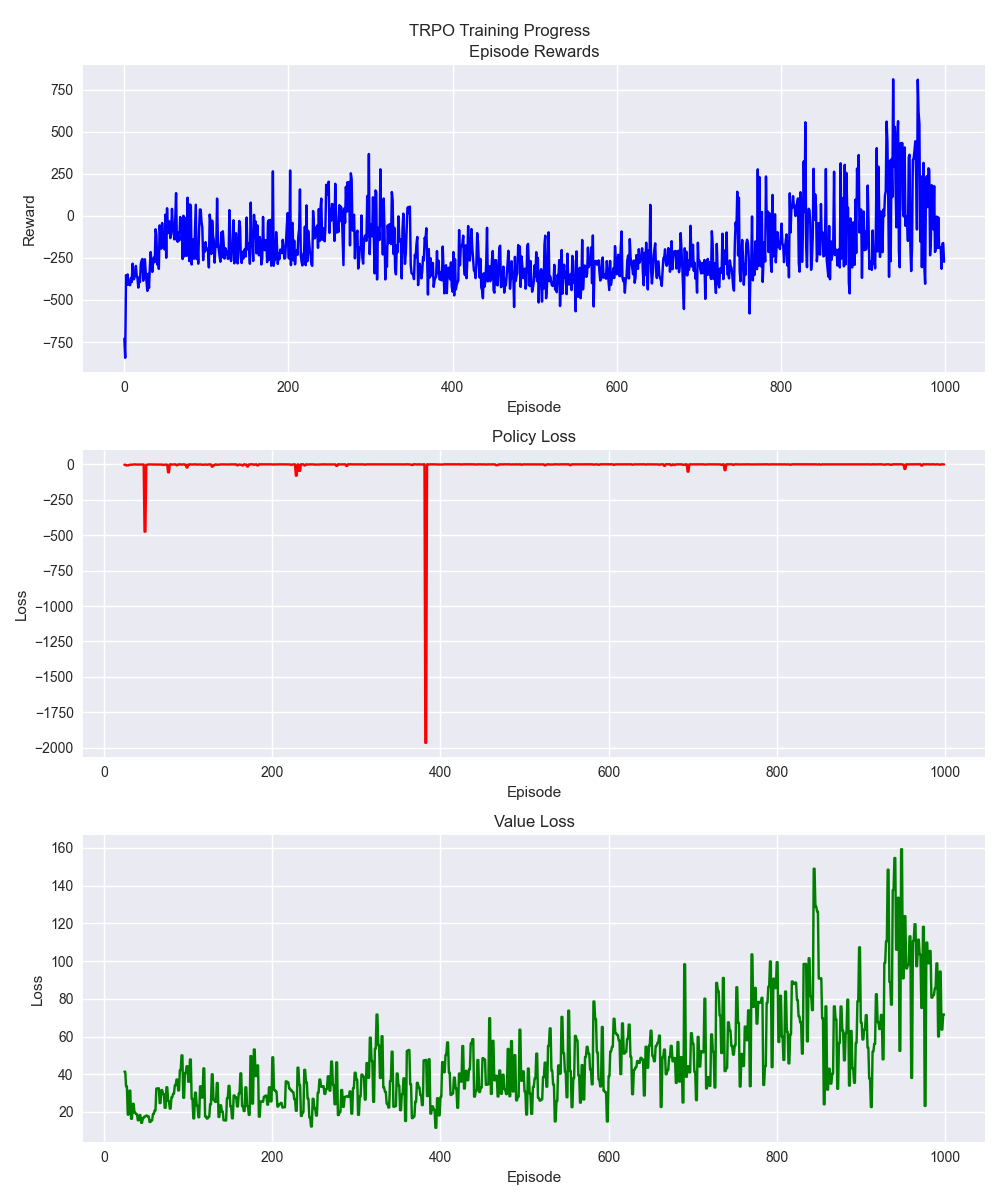 TRPO Training Progress
Episode Rewards
750
500
250
0
−250
−500
−750
Reward
0 200 400 600 800 1000
Episode
Policy Loss
0
−250
−500
−750
−1000
−1250
−1500
−1750
−2000
Loss
0 200 400 600 800 1000
Episode
Value Loss
160
140
120
100
80
60
40
20
Loss
0 200 400 600 800 1000
Episode